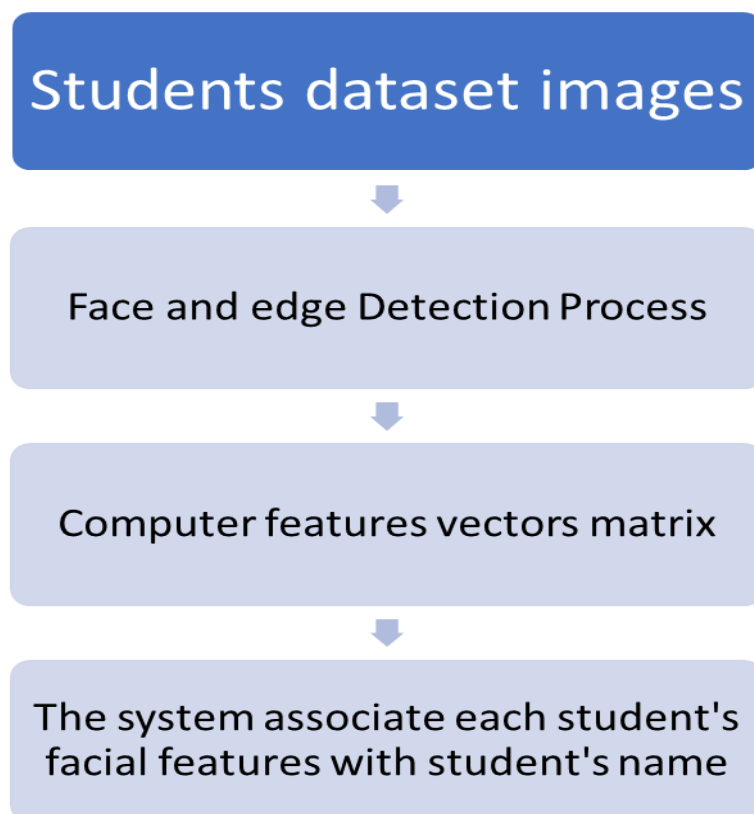 Students dataset images
Face and edge Detection Process
Computer features vectors matrix
The system associate each student's
facial features with student's name